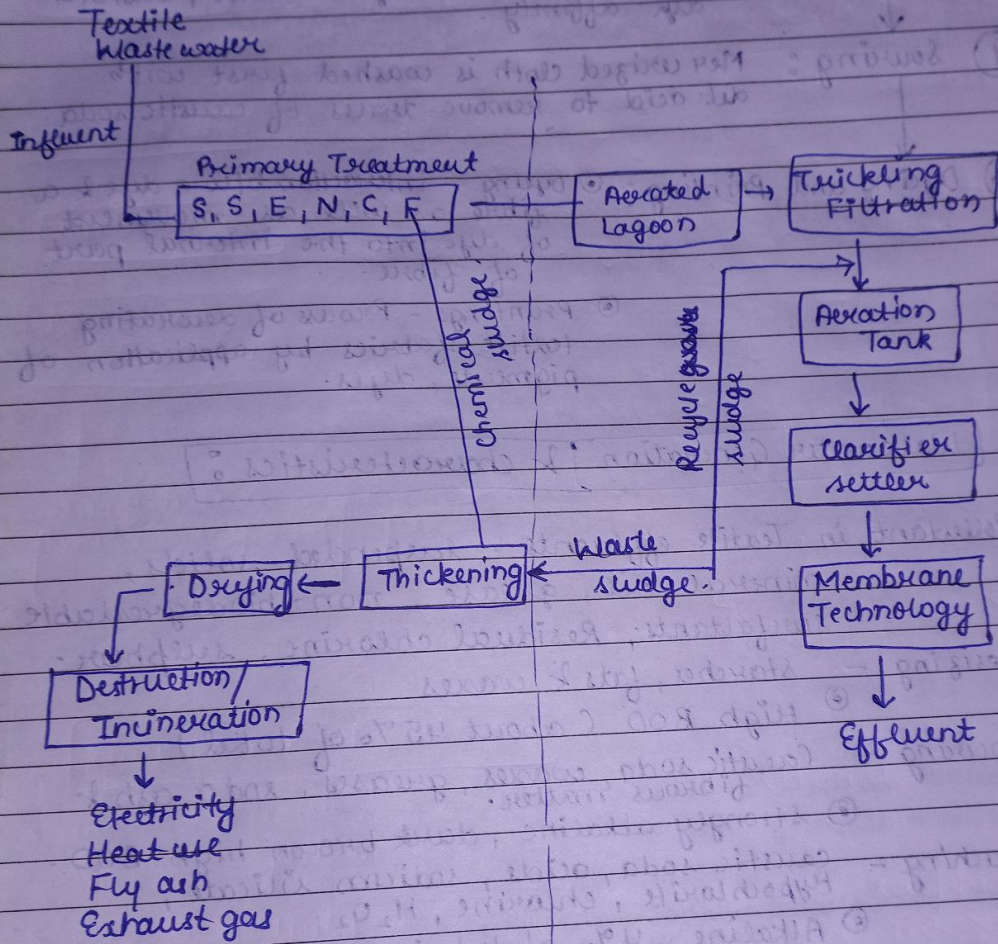 Textile
Waste water
Influent
Primary Treatment
S, S, E, N, C, F
Aerated
Lagoon
Trickling
Filtration
Chemical
sludge
Recycle
sludge
Aeration
Tank
Clarifier
settler
Waste
sludge.
Thickening
Drying
Membrane
Technology
Destruction/
Incineration
Effluent
Electricity
Heat use
Fly ash
Exhaust gas